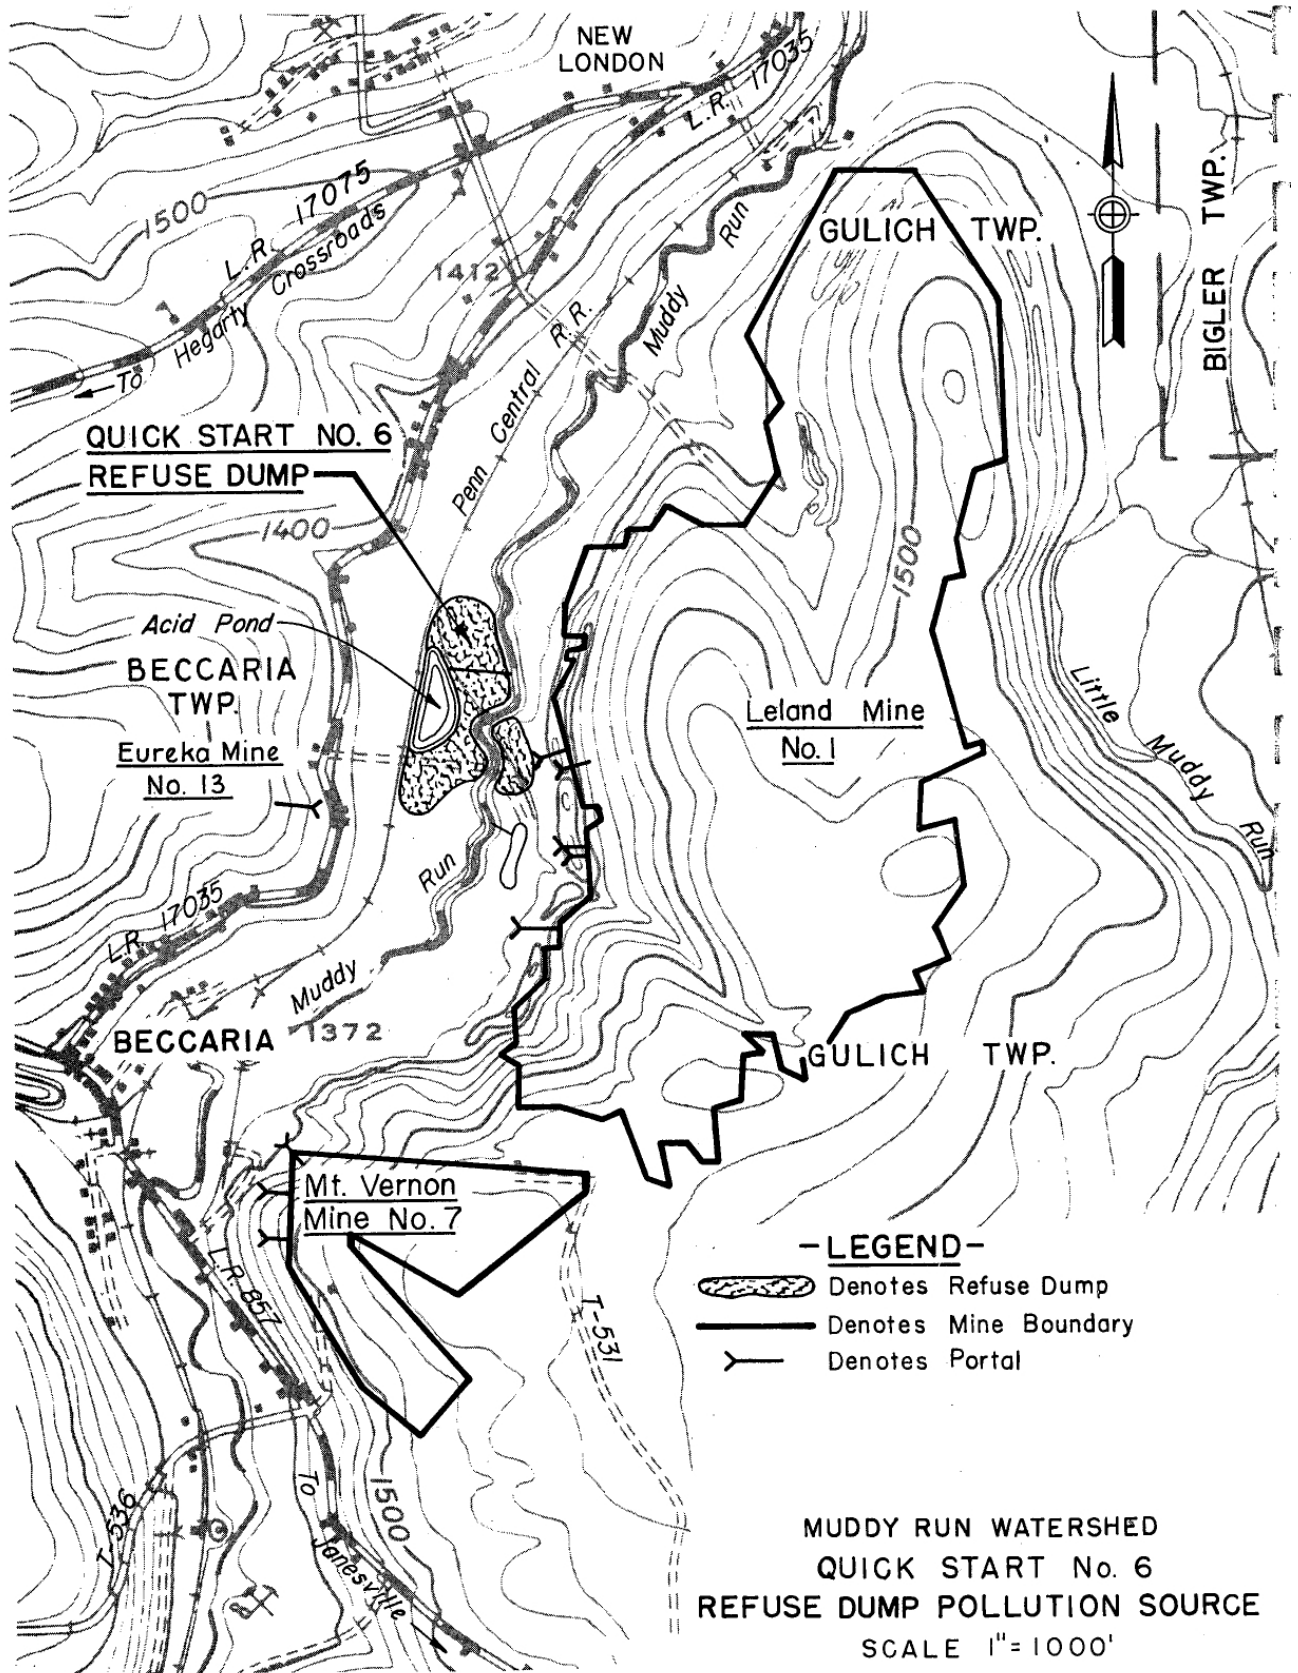 NEW
LONDON
L.R. 17035
BIGLER TWP.
L.R. 17075
1500
Hegarty Crossroads
To
GULICH TWP.
Run
Muddy
1412
Penn Central R.R.
QUICK START NO. 6
REFUSE DUMP
1400
1500
Acid Pond
BECCARIA
TWP.
Eureka Mine
No. 13
Leland Mine
No. 1
Little Muddy Run
Run
L.R. 17035
Muddy
1372
BECCARIA
GULICH TWP.
Mt. Vernon
Mine No. 7
L.R. 857
T-531
-LEGEND-
Denotes Refuse Dump
Denotes Mine Boundary
Denotes Portal
T-536
To Janesville
1500
MUDDY RUN WATERSHED
QUICK START No. 6
REFUSE DUMP POLLUTION SOURCE
SCALE 1"=1000'